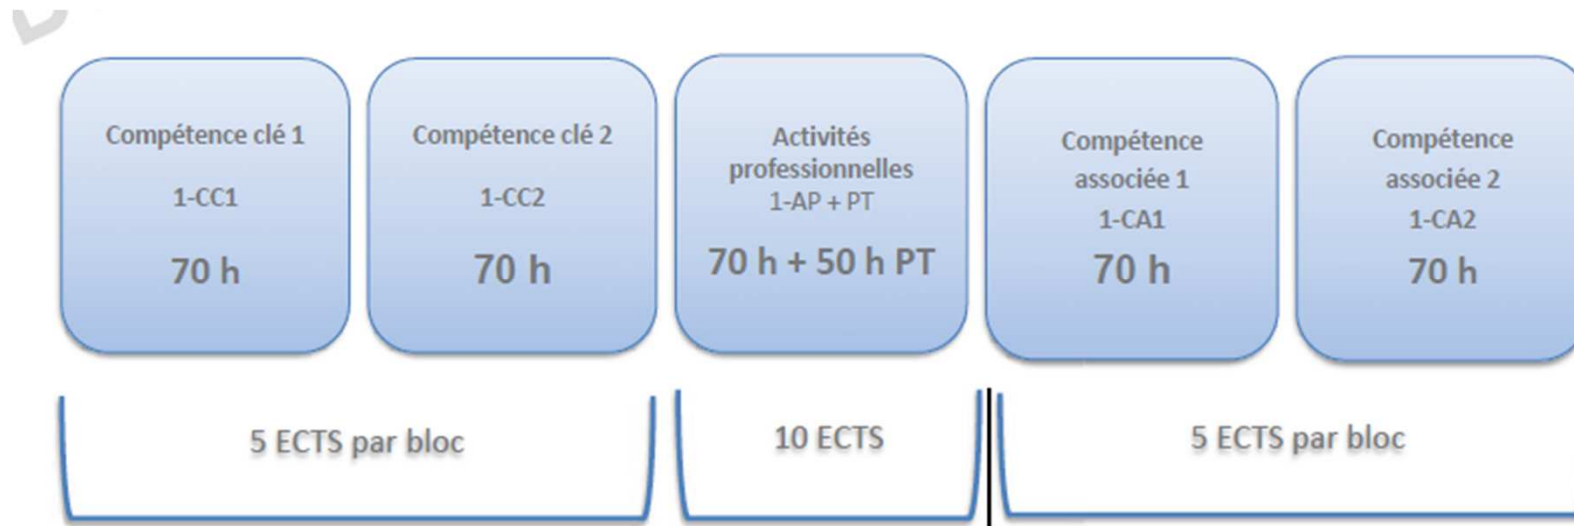 Compétence clé 1
1-CC1
70 h
Compétence clé 2
1-CC2
70 h
Activités
professionnelles
1-AP + PT
70 h + 50 h PT
Compétence
associée 1
1-CA1
70 h
Compétence
associée 2
1-CA2
70 h
5 ECTS par bloc
10 ECTS
5 ECTS par bloc